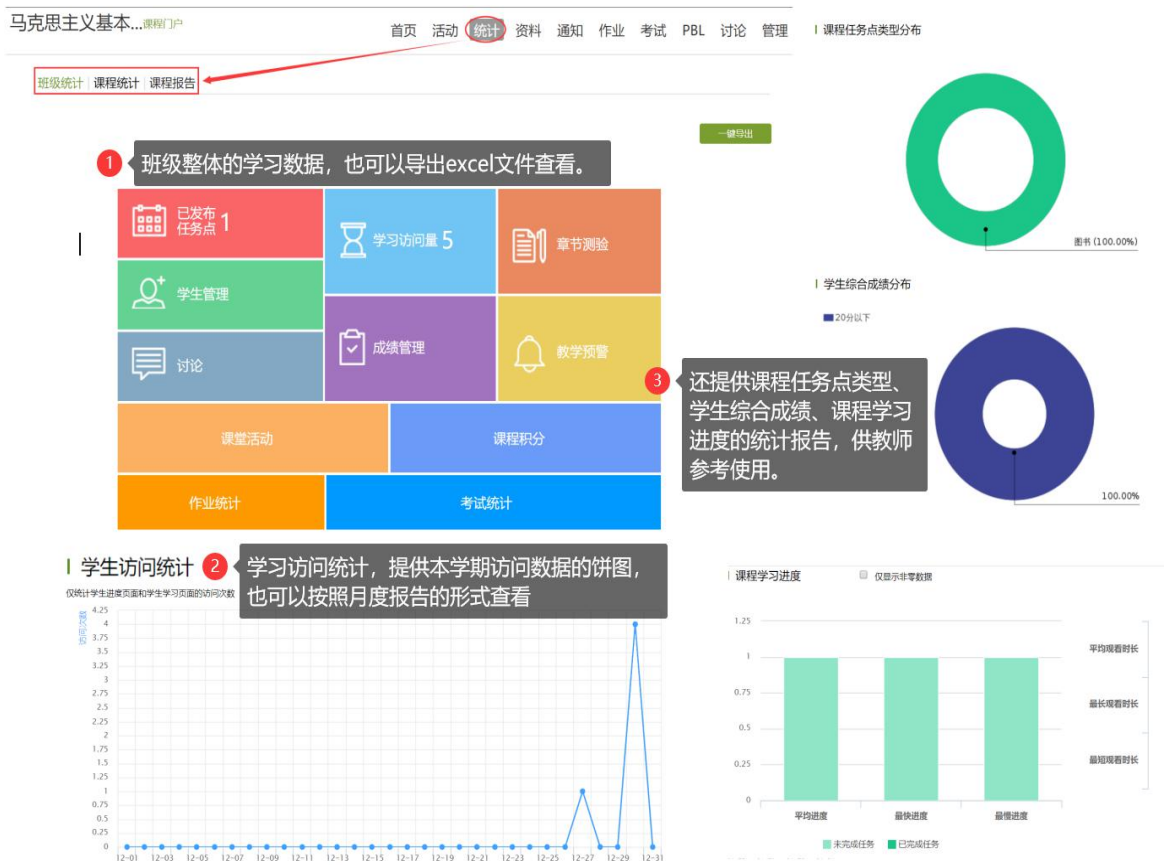 马克思主义基本...课程门户
首页 活动 统计 资料 通知 作业 考试 PBL 讨论 管理
班级统计 课程统计 课程报告
一键导出
1 班级整体的学习数据，也可以导出excel文件查看。
已发布
任务点 1
学习访问量 5
章节测验
学生管理
成绩管理
教学预警
讨论
课堂活动
课程积分
作业统计
考试统计
课程任务点类型分布
图书 (100.00%)
学生综合成绩分布
20分以下
100.00%
3 还提供课程任务点类型、
学生综合成绩、课程学习
进度的统计报告，供教师
参考使用。
学生访问统计
2 学习访问统计，提供本学期访问数据的饼图，
也可以按照月度报告的形式查看
仅统计学生进度页面和学生学习页面的访问次数
访问次数
4.25
4
3.75
3.5
3.25
3
2.75
2.5
2.25
2
1.75
1.5
1.25
1
0.75
0.5
0.25
0
12-01 12-03 12-05 12-07 12-09 12-11 12-13 12-15 12-17 12-19 12-21 12-23 12-25 12-27 12-29 12-31
课程学习进度 仅显示非零数据
1.25
1
0.75
0.5
0.25
0
平均进度 最快进度 最慢进度
未完成任务 已完成任务
平均观看时长
最长观看时长
最短观看时长